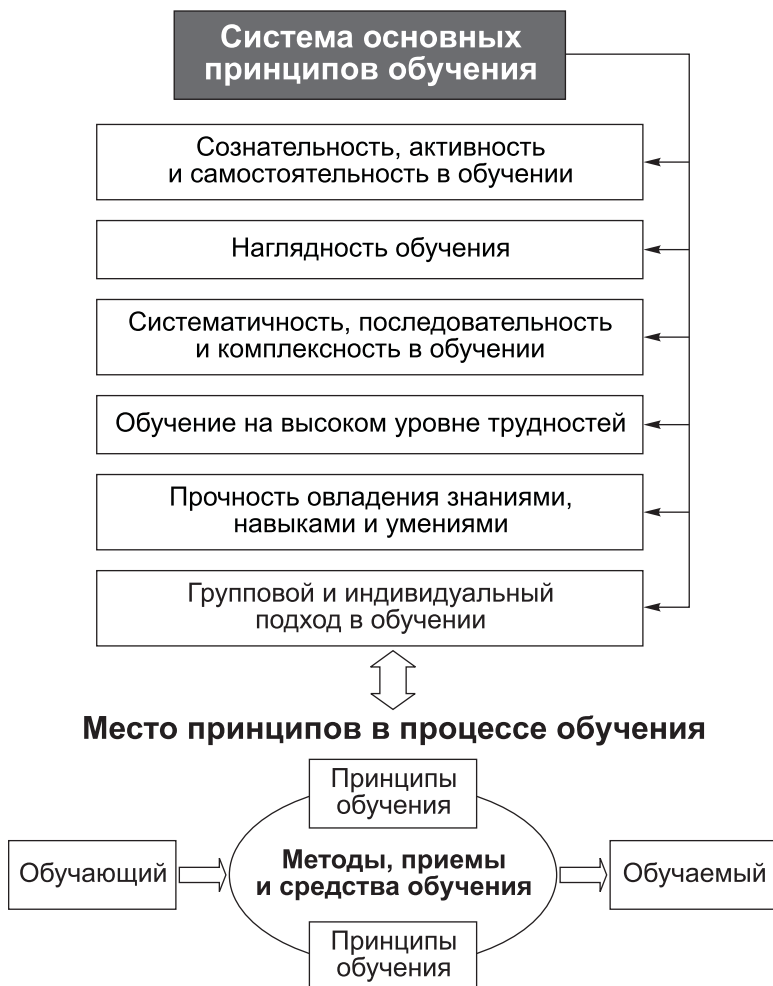 Система основных
принципов обучения
Сознательность, активность
и самостоятельность в обучении
Наглядность обучения
Систематичность, последовательность
и комплексность в обучении
Обучение на высоком уровне трудностей
Прочность овладения знаниями,
навыками и умениями
Групповой и индивидуальный
подход в обучении
Место принципов в процессе обучения
Принципы
обучения
Обучающий
Методы, приемы
и средства обучения
Обучаемый
Принципы
обучения